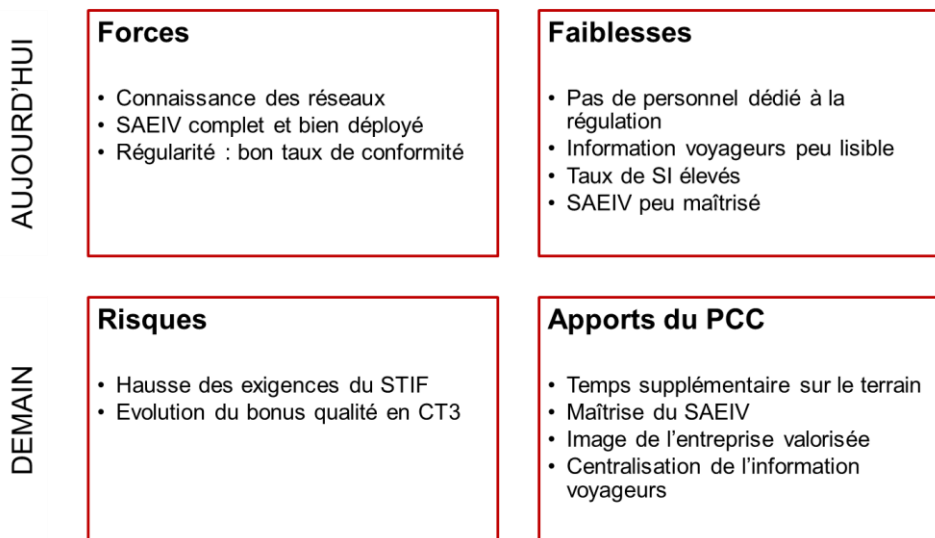 AUJOURD'HUI
Forces
• Connaissance des réseaux
• SAEIV complet et bien déployé
• Régularité : bon taux de conformité
Faiblesses
• Pas de personnel dédié à la
régulation
• Information voyageurs peu lisible
• Taux de SI élevés
• SAEIV peu maîtrisé
DEMAIN
Risques
• Hausse des exigences du STIF
• Evolution du bonus qualité en CT3
Apports du PCC
• Temps supplémentaire sur le terrain
• Maîtrise du SAEIV
• Image de l'entreprise valorisée
• Centralisation de l'information
voyageurs